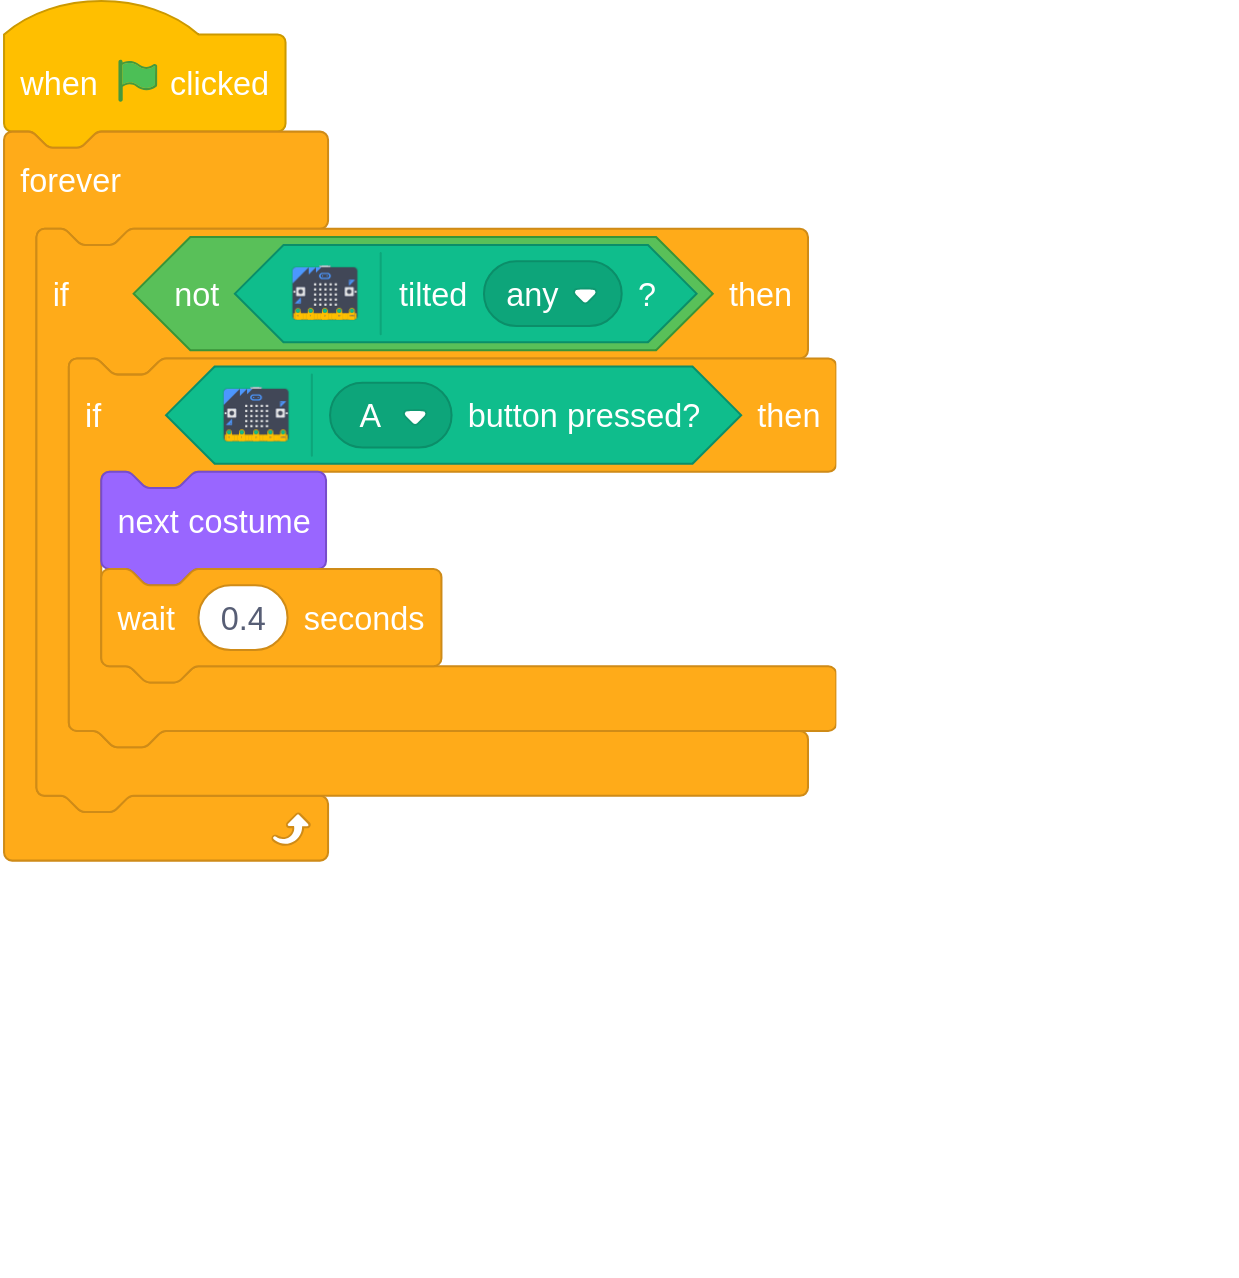 when clicked
forever
if not tilted any ? then
if A button pressed? then
next costume
wait 0.4 seconds